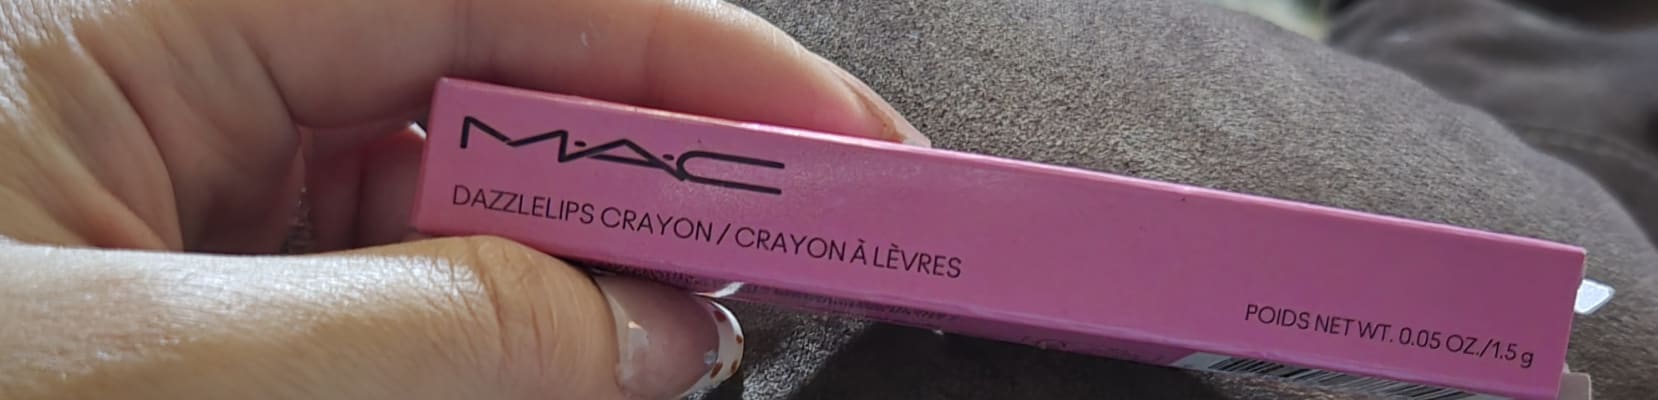 M·A·C
DAZZLELIPS CRAYON / CRAYON À LÈVRES
POIDS NET WT. 0.05 OZ./1.5 g